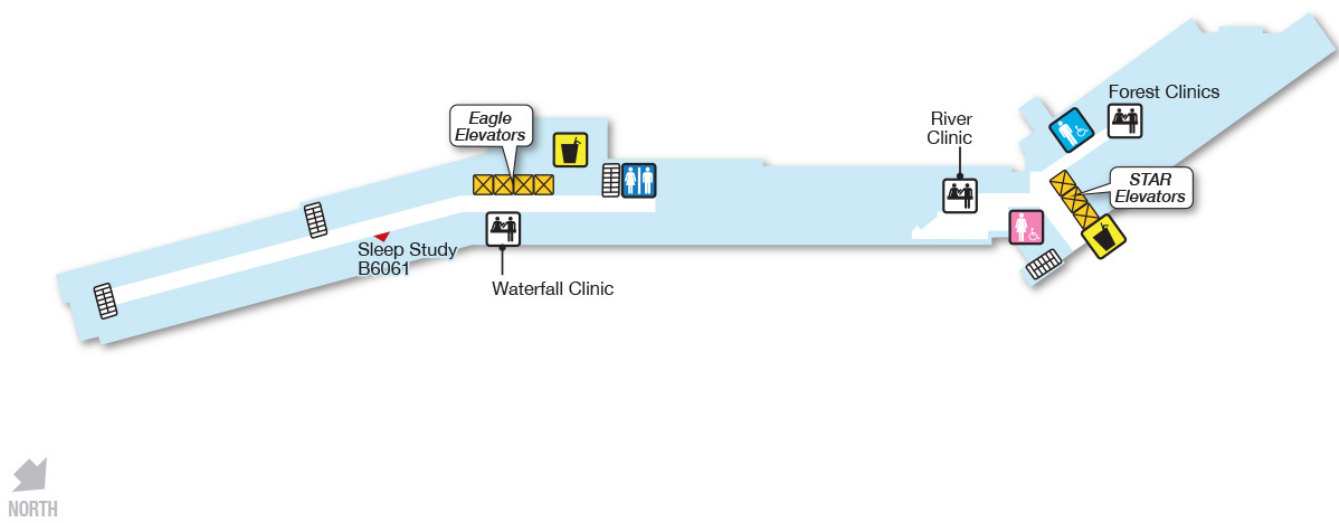 Eagle
Elevators
Forest Clinics
River
Clinic
STAR
Elevators
Sleep Study
B6061
Waterfall Clinic
NORTH